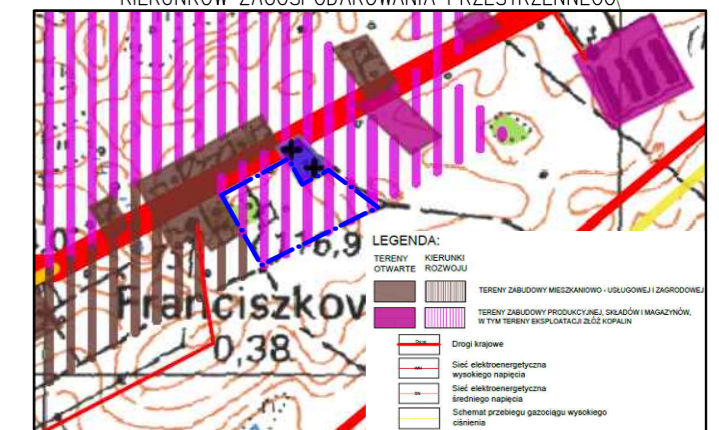 KIERUNKÓW ZAGOSPODAROWANIA PRZESTRZENNEGO
116,9
Franciszkow
0,38
LEGENDA:
TERENY OTWARTE
KIERUNKI ROZWOJU
TERENY ZABUDOWY MIESZKANIOWO - USŁUGOWEJ I ZAGRODOWEJ
TERENY ZABUDOWY PRODUKCYJNEJ, SKŁADÓW I MAGAZYNÓW,
W TYM TERENY EKSPLOATACJI ZŁÓŻ KOPALIN
Drogi krajowe
Sieć elektroenergetyczna
wysokiego napięcia
Sieć elektroenergetyczna
średniego napięcia
Schemat przebiegu gazociągu wysokiego
ciśnienia